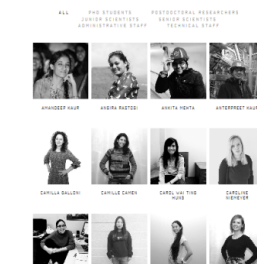 ALL PHD STUDENTS POSTDOCTORAL RESEARCHERS
JUNIOR SCIENTISTS SENIOR SCIENTISTS
ADMINISTRATIVE STAFF TECHNICAL STAFF
AMANDEEP KAUR ANGIRA RASTOGI ANKITA MEHTA ANTERPREET KAUR
CAMILLA GALLONI CAMILLE CAMEN CAROL WAI TING CAROLINE
HUNG NIEMEYER